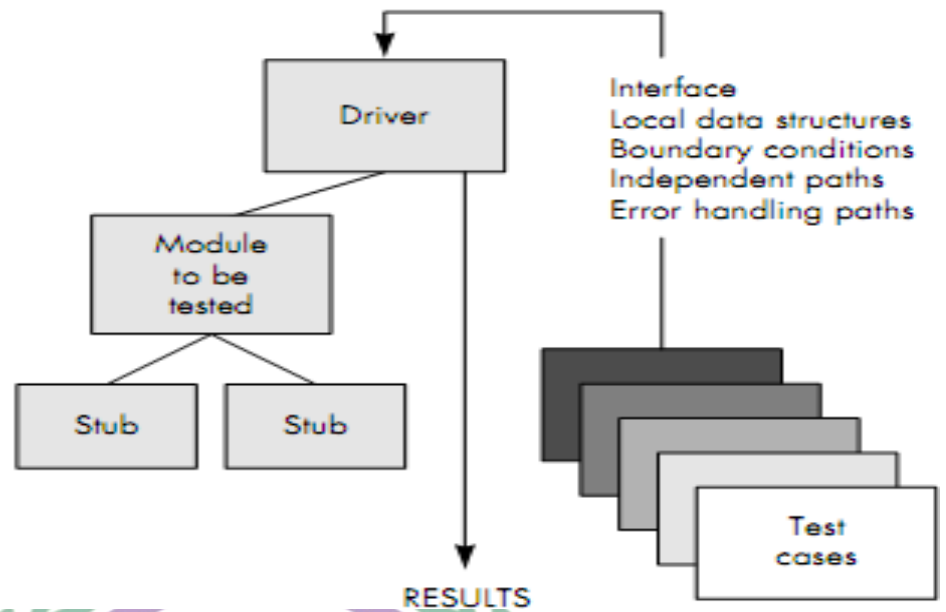 Driver
Interface
Local data structures
Boundary conditions
Independent paths
Error handling paths
Module
to be
tested
Stub
Stub
Test
cases
RESULTS